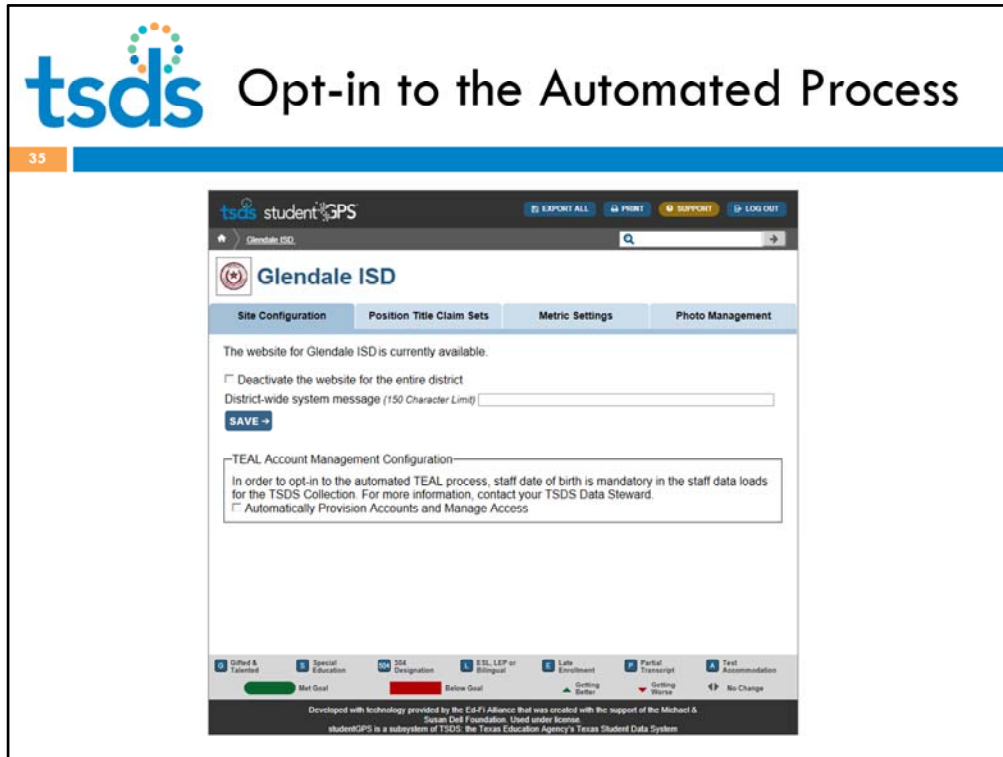 tsds Opt-in to the Automated Process
35
tsds studentGPS EXPORT ALL PRINT SUPPORT LOG OUT
Glendale ISD
Glendale ISD
Site Configuration Position Title Claim Sets Metric Settings Photo Management
The website for Glendale ISD is currently available.
Deactivate the website for the entire district
District-wide system message (150 Character Limit)
SAVE →
TEAL Account Management Configuration
In order to opt-in to the automated TEAL process, staff date of birth is mandatory in the staff data loads
for the TSDS Collection. For more information, contact your TSDS Data Steward.
Automatically Provision Accounts and Manage Access
G Gifted & Talented S Special Education 504 504 Designation L ESL, LEP or Bilingual E Late Enrollment P Partial Transcript A Test Accommodation
Met Goal Below Goal Getting Better Getting Worse No Change
Developed with technology provided by the Ed-Fi Alliance that was created with the support of the Michael &
Susan Dell Foundation. Used under license.
studentGPS is a subsystem of TSDS: the Texas Education Agency's Texas Student Data System